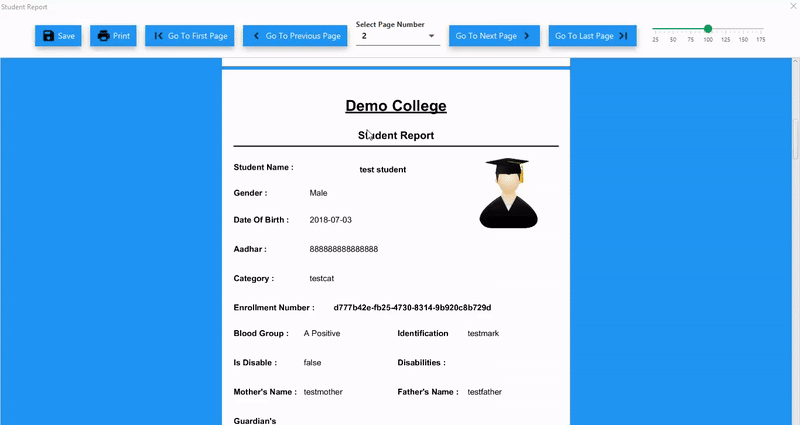 Student Report
Save Print Go To First Page Go To Previous Page Select Page Number 2 Go To Next Page Go To Last Page 25 50 75 100 125 150 175
Demo College
Student Report
Student Name : test student
Gender : Male
Date Of Birth : 2018-07-03
Aadhar : 888888888888888
Category : testcat
Enrollment Number : d777b42e-fb25-4730-8314-9b920c8b729d
Blood Group : A Positive Identification testmark
Is Disable : false Disabilities :
Mother's Name : testmother Father's Name : testfather
Guardian's